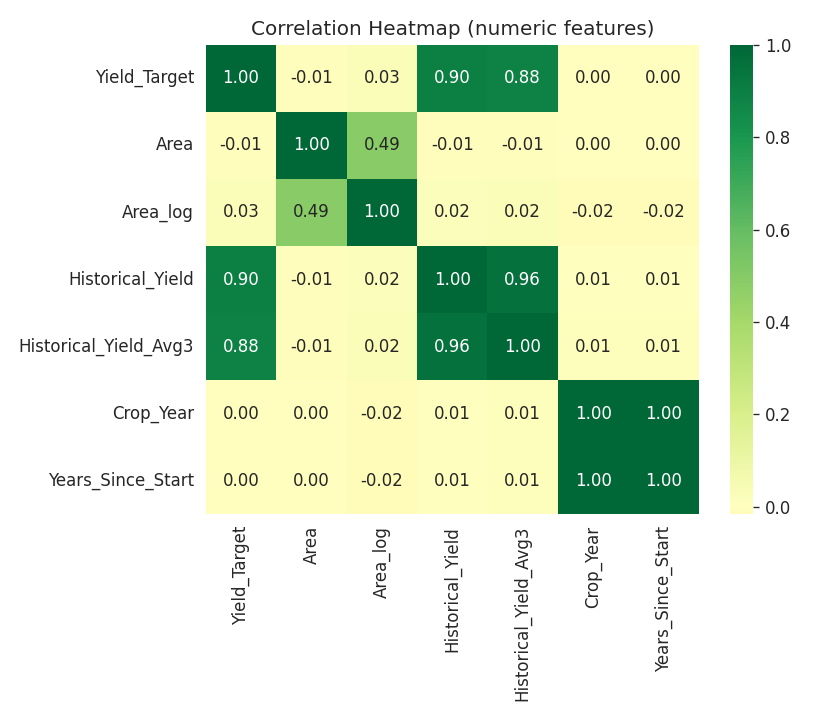 Correlation Heatmap (numeric features)
Yield_Target 1.00 -0.01 0.03 0.90 0.88 0.00 0.00
Area -0.01 1.00 0.49 -0.01 -0.01 0.00 0.00
Area_log 0.03 0.49 1.00 0.02 0.02 -0.02 -0.02
Historical_Yield 0.90 -0.01 0.02 1.00 0.96 0.01 0.01
Historical_Yield_Avg3 0.88 -0.01 0.02 0.96 1.00 0.01 0.01
Crop_Year 0.00 0.00 -0.02 0.01 0.01 1.00 1.00
Years_Since_Start 0.00 0.00 -0.02 0.01 0.01 1.00 1.00
Yield_Target
Area
Area_log
Historical_Yield
Historical_Yield_Avg3
Crop_Year
Years_Since_Start
1.0
0.8
0.6
0.4
0.2
0.0